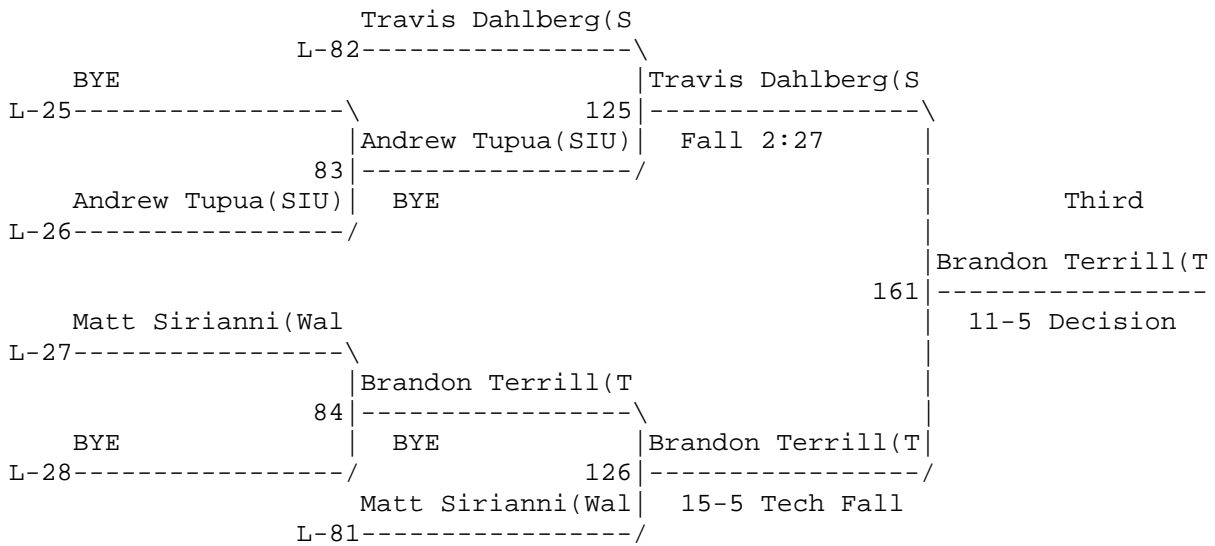 Travis Dahlberg(S
L-82-----------------\
BYE |Travis Dahlberg(S
L-25-----------------\ 125|-----------------\
|Andrew Tupua(SIU)| Fall 2:27 |
83|-----------------/ |
Andrew Tupua(SIU)| BYE | Third
L-26-----------------/ |
|Brandon Terrill(T
161|-----------------
Matt Sirianni(Wal | 11-5 Decision
L-27-----------------\ |
|Brandon Terrill(T |
84|-----------------\ |
BYE | BYE |Brandon Terrill(T|
L-28-----------------/ 126|-----------------/
Matt Sirianni(Wal| 15-5 Tech Fall
L-81-----------------/